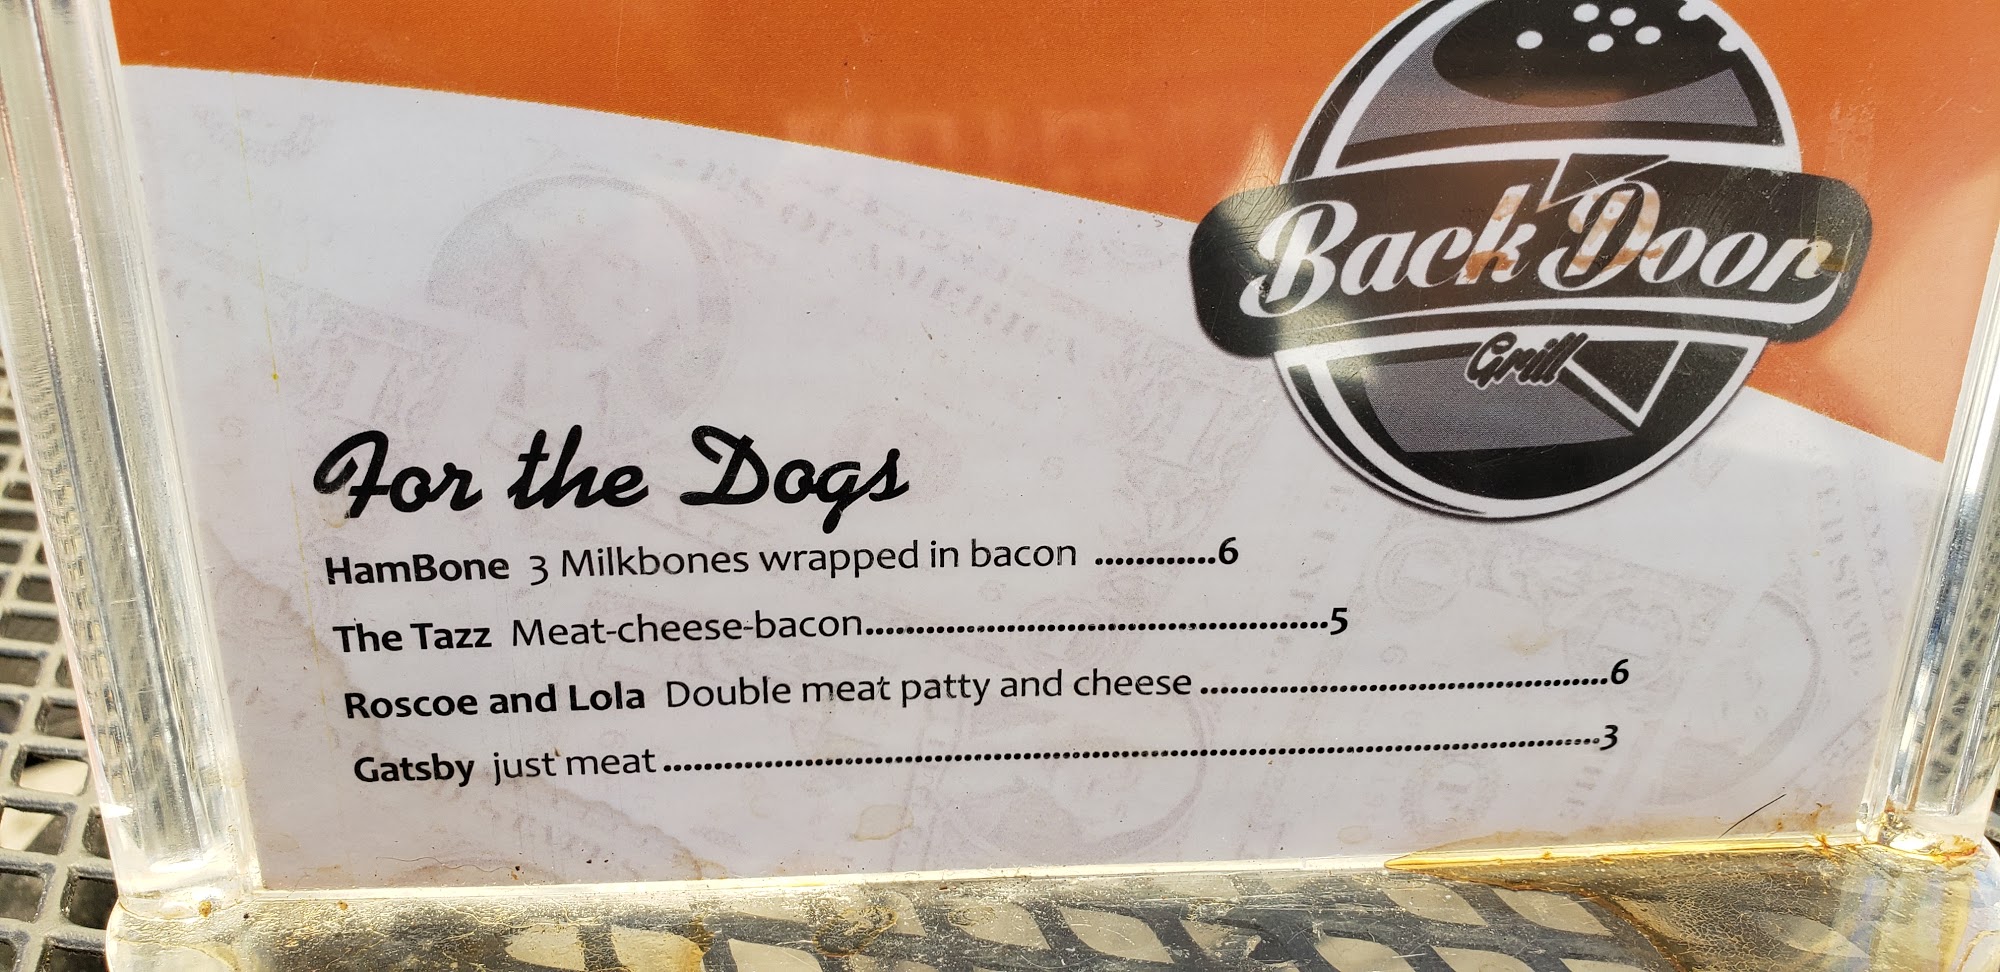 Back Door
Grill
For the Dogs
HamBone 3 Milkbones wrapped in bacon ............6
The Tazz Meat-cheese-bacon..............................................5
Roscoe and Lola Double meat patty and cheese .........................................6
Gatsby just meat .............................................................................................3